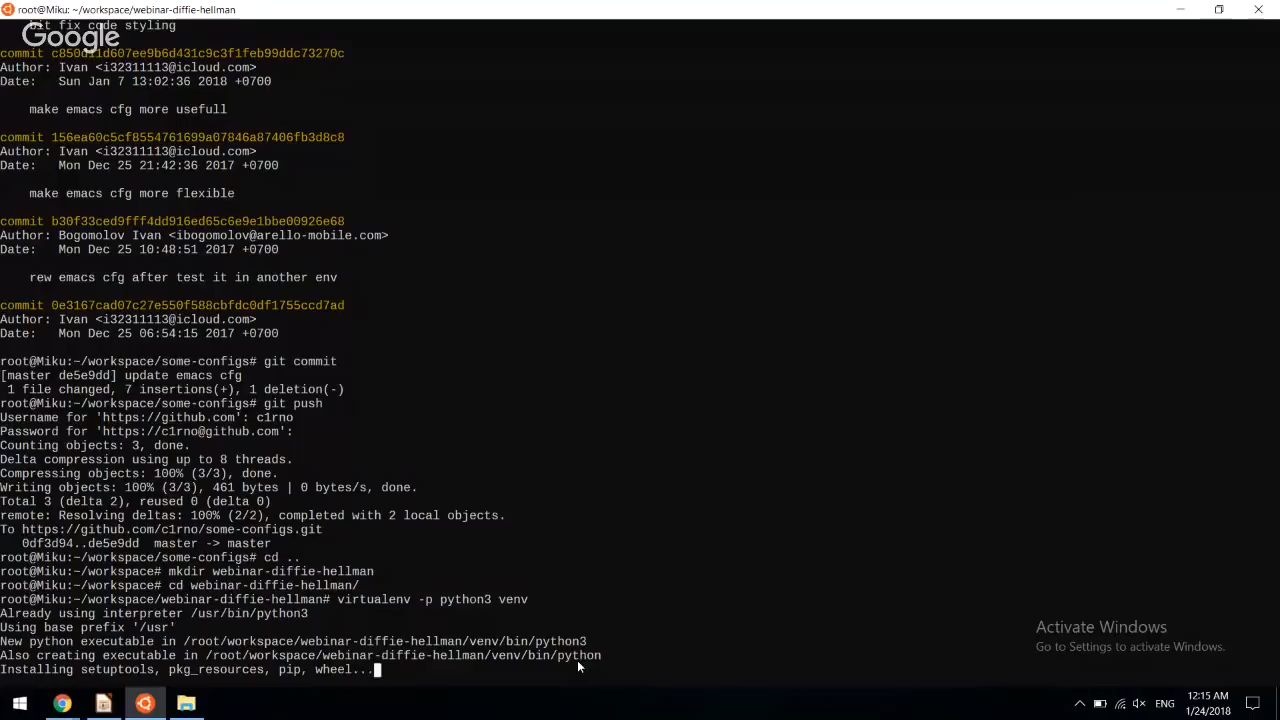 root@Miku: ~/workspace/webinar-diffie-hellman
bit fix code styling
Google
Author: Ivan <i32311113@icloud.com>
Date:   Sun Jan 7 13:02:36 2018 +0700
make emacs cfg more usefull
commit 156ea60c5cf8554761699a07846a87406fb3d8c8
Author: Ivan <i32311113@icloud.com>
Date:   Mon Dec 25 21:42:36 2017 +0700
make emacs cfg more flexible
commit b30f33ced9fff4dd916ed65c6e9e1bbe00926e68
Author: Bogomolov Ivan <ibogomolov@arello-mobile.com>
Date:   Mon Dec 25 10:48:51 2017 +0700
rew emacs cfg after test it in another env
commit 0e3167cad07c27e550f588cbfdc0df1755ccd7ad
Author: Ivan <i32311113@icloud.com>
Date:   Mon Dec 25 06:54:15 2017 +0700
root@Miku:~/workspace/some-configs# git commit
[master de5e9dd] update emacs cfg
1 file changed, 7 insertions(+), 1 deletion(-)
root@Miku:~/workspace/some-configs# git push
Username for 'https://github.com': c1rno
Password for 'https://c1rno@github.com':
Counting objects: 3, done.
Delta compression using up to 8 threads.
Compressing objects: 100% (3/3), done.
Writing objects: 100% (3/3), 461 bytes | 0 bytes/s, done.
Total 3 (delta 2), reused 0 (delta 0)
remote: Resolving deltas: 100% (2/2), completed with 2 local objects.
To https://github.com/c1rno/some-configs.git
0df3d94..de5e9dd  master -> master
root@Miku:~/workspace/some-configs# cd ..
root@Miku:~/workspace# mkdir webinar-diffie-hellman
root@Miku:~/workspace# cd webinar-diffie-hellman/
root@Miku:~/workspace/webinar-diffie-hellman# virtualenv -p python3 venv
Already using interpreter /usr/bin/python3
Using base prefix '/usr'
New python executable in /root/workspace/webinar-diffie-hellman/venv/bin/python3
Also creating executable in /root/workspace/webinar-diffie-hellman/venv/bin/python
Installing setuptools, pkg_resources, pip, wheel...
Activate Windows
Go to Settings to activate Windows.
ENG
12:15 AM
1/24/2018